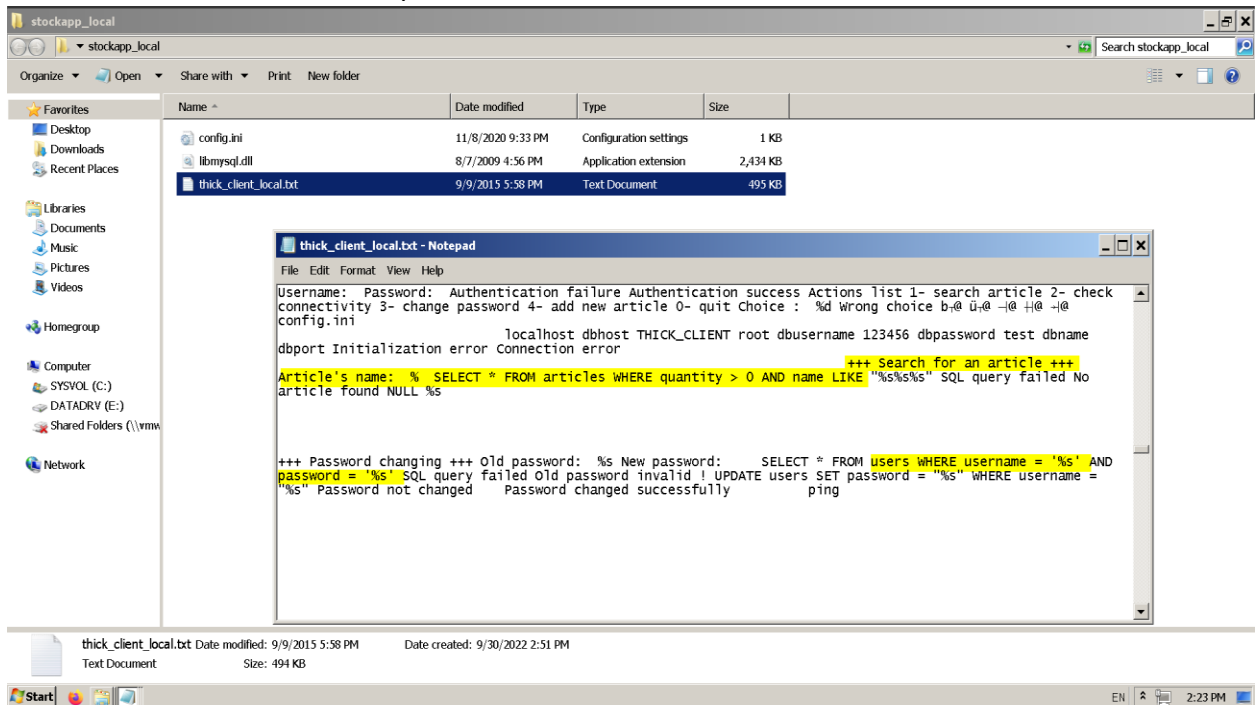 stockapp_local
stockapp_local
Search stockapp_local
Organize Open Share with Print New folder
Favorites
Desktop
Downloads
Recent Places
Libraries
Documents
Music
Pictures
Videos
Homegroup
Computer
SYSVOL (C:)
DATADRV (E:)
Shared Folders (\\vmw
Network
Name Date modified Type Size
config.ini 11/8/2020 9:33 PM Configuration settings 1 KB
libmysql.dll 8/7/2009 4:56 PM Application extension 2,434 KB
thick_client_local.txt 9/9/2015 5:58 PM Text Document 495 KB
thick_client_local.txt - Notepad
File Edit Format View Help
Username: Password: Authentication failure Authentication success Actions list 1- search article 2- check
connectivity 3- change password 4- add new article 0- quit Choice : %d Wrong choice
config.ini
localhost dbhost THICK_CLIENT root dbusername 123456 dbpassword test dbname
dbport Initialization error Connection error
+++ Search for an article +++
Article's name: % SELECT * FROM articles WHERE quantity > 0 AND name LIKE "%s%s%s" SQL query failed No
article found NULL %s
+++ Password changing +++ Old password: %s New password: SELECT * FROM users WHERE username = '%s' AND
password = '%s' SQL query failed Old password invalid ! UPDATE users SET password = "%s" WHERE username =
"%s" Password not changed Password changed successfully ping
thick_client_local.txt Date modified: 9/9/2015 5:58 PM Date created: 9/30/2022 2:51 PM
Text Document Size: 494 KB
Start
EN 2:23 PM